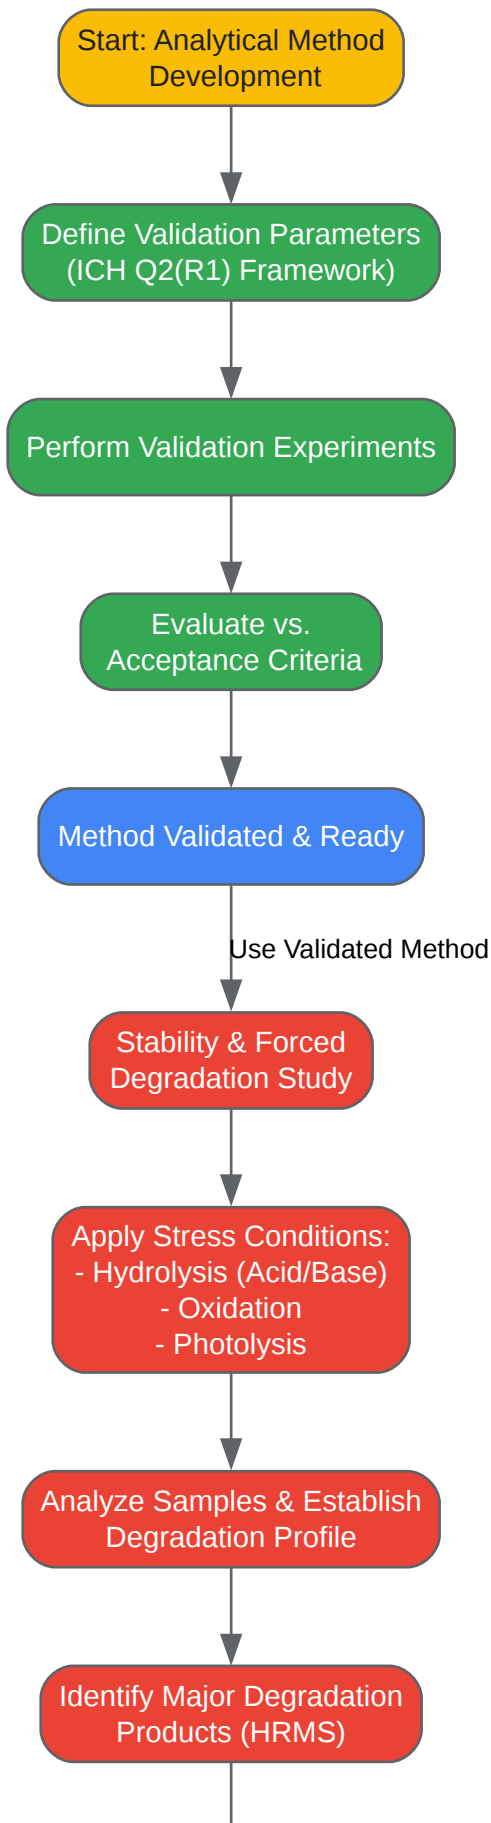 Start: Analytical Method
Development
Define Validation Parameters
(ICH Q2(R1) Framework)
Perform Validation Experiments
Evaluate vs.
Acceptance Criteria
Method Validated & Ready
Use Validated Method
Stability & Forced
Degradation Study
Apply Stress Conditions:
- Hydrolysis (Acid/Base)
- Oxidation
- Photolysis
Analyze Samples & Establish
Degradation Profile
Identify Major Degradation
Products (HRMS)